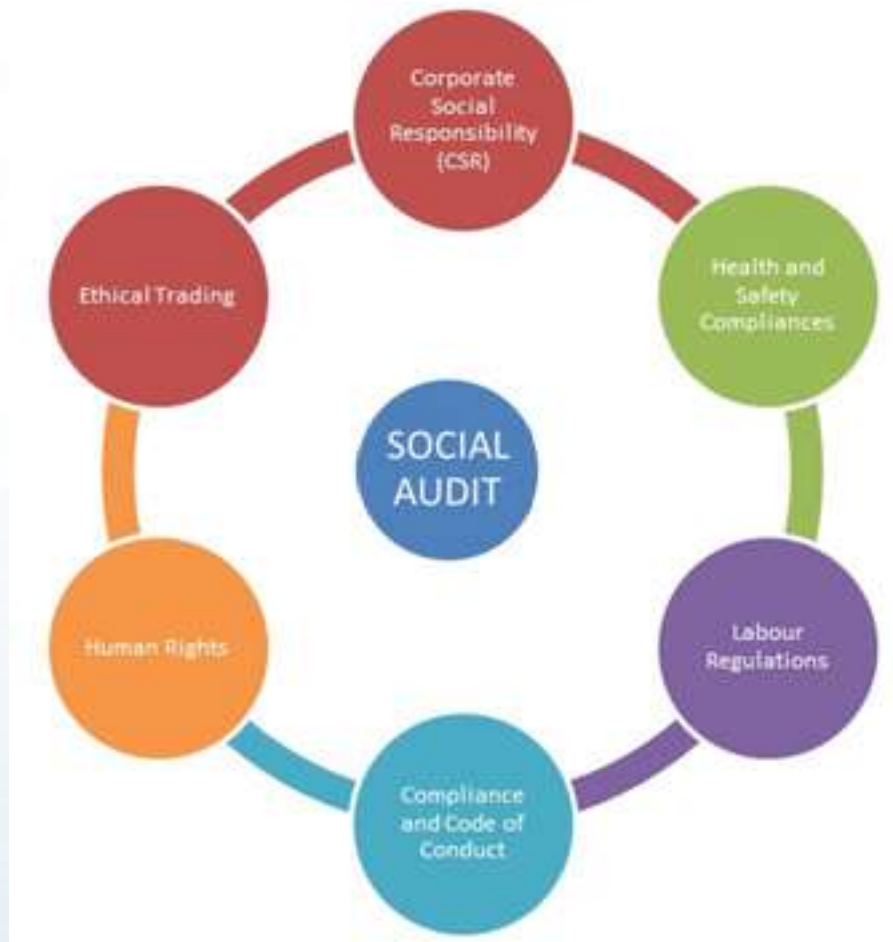 Corporate
Social
Responsibility
(CSR)
Health and
Safety
Compliances
Labour
Regulations
Compliance
and Code of
Conduct
Human Rights
Ethical Trading
SOCIAL
AUDIT